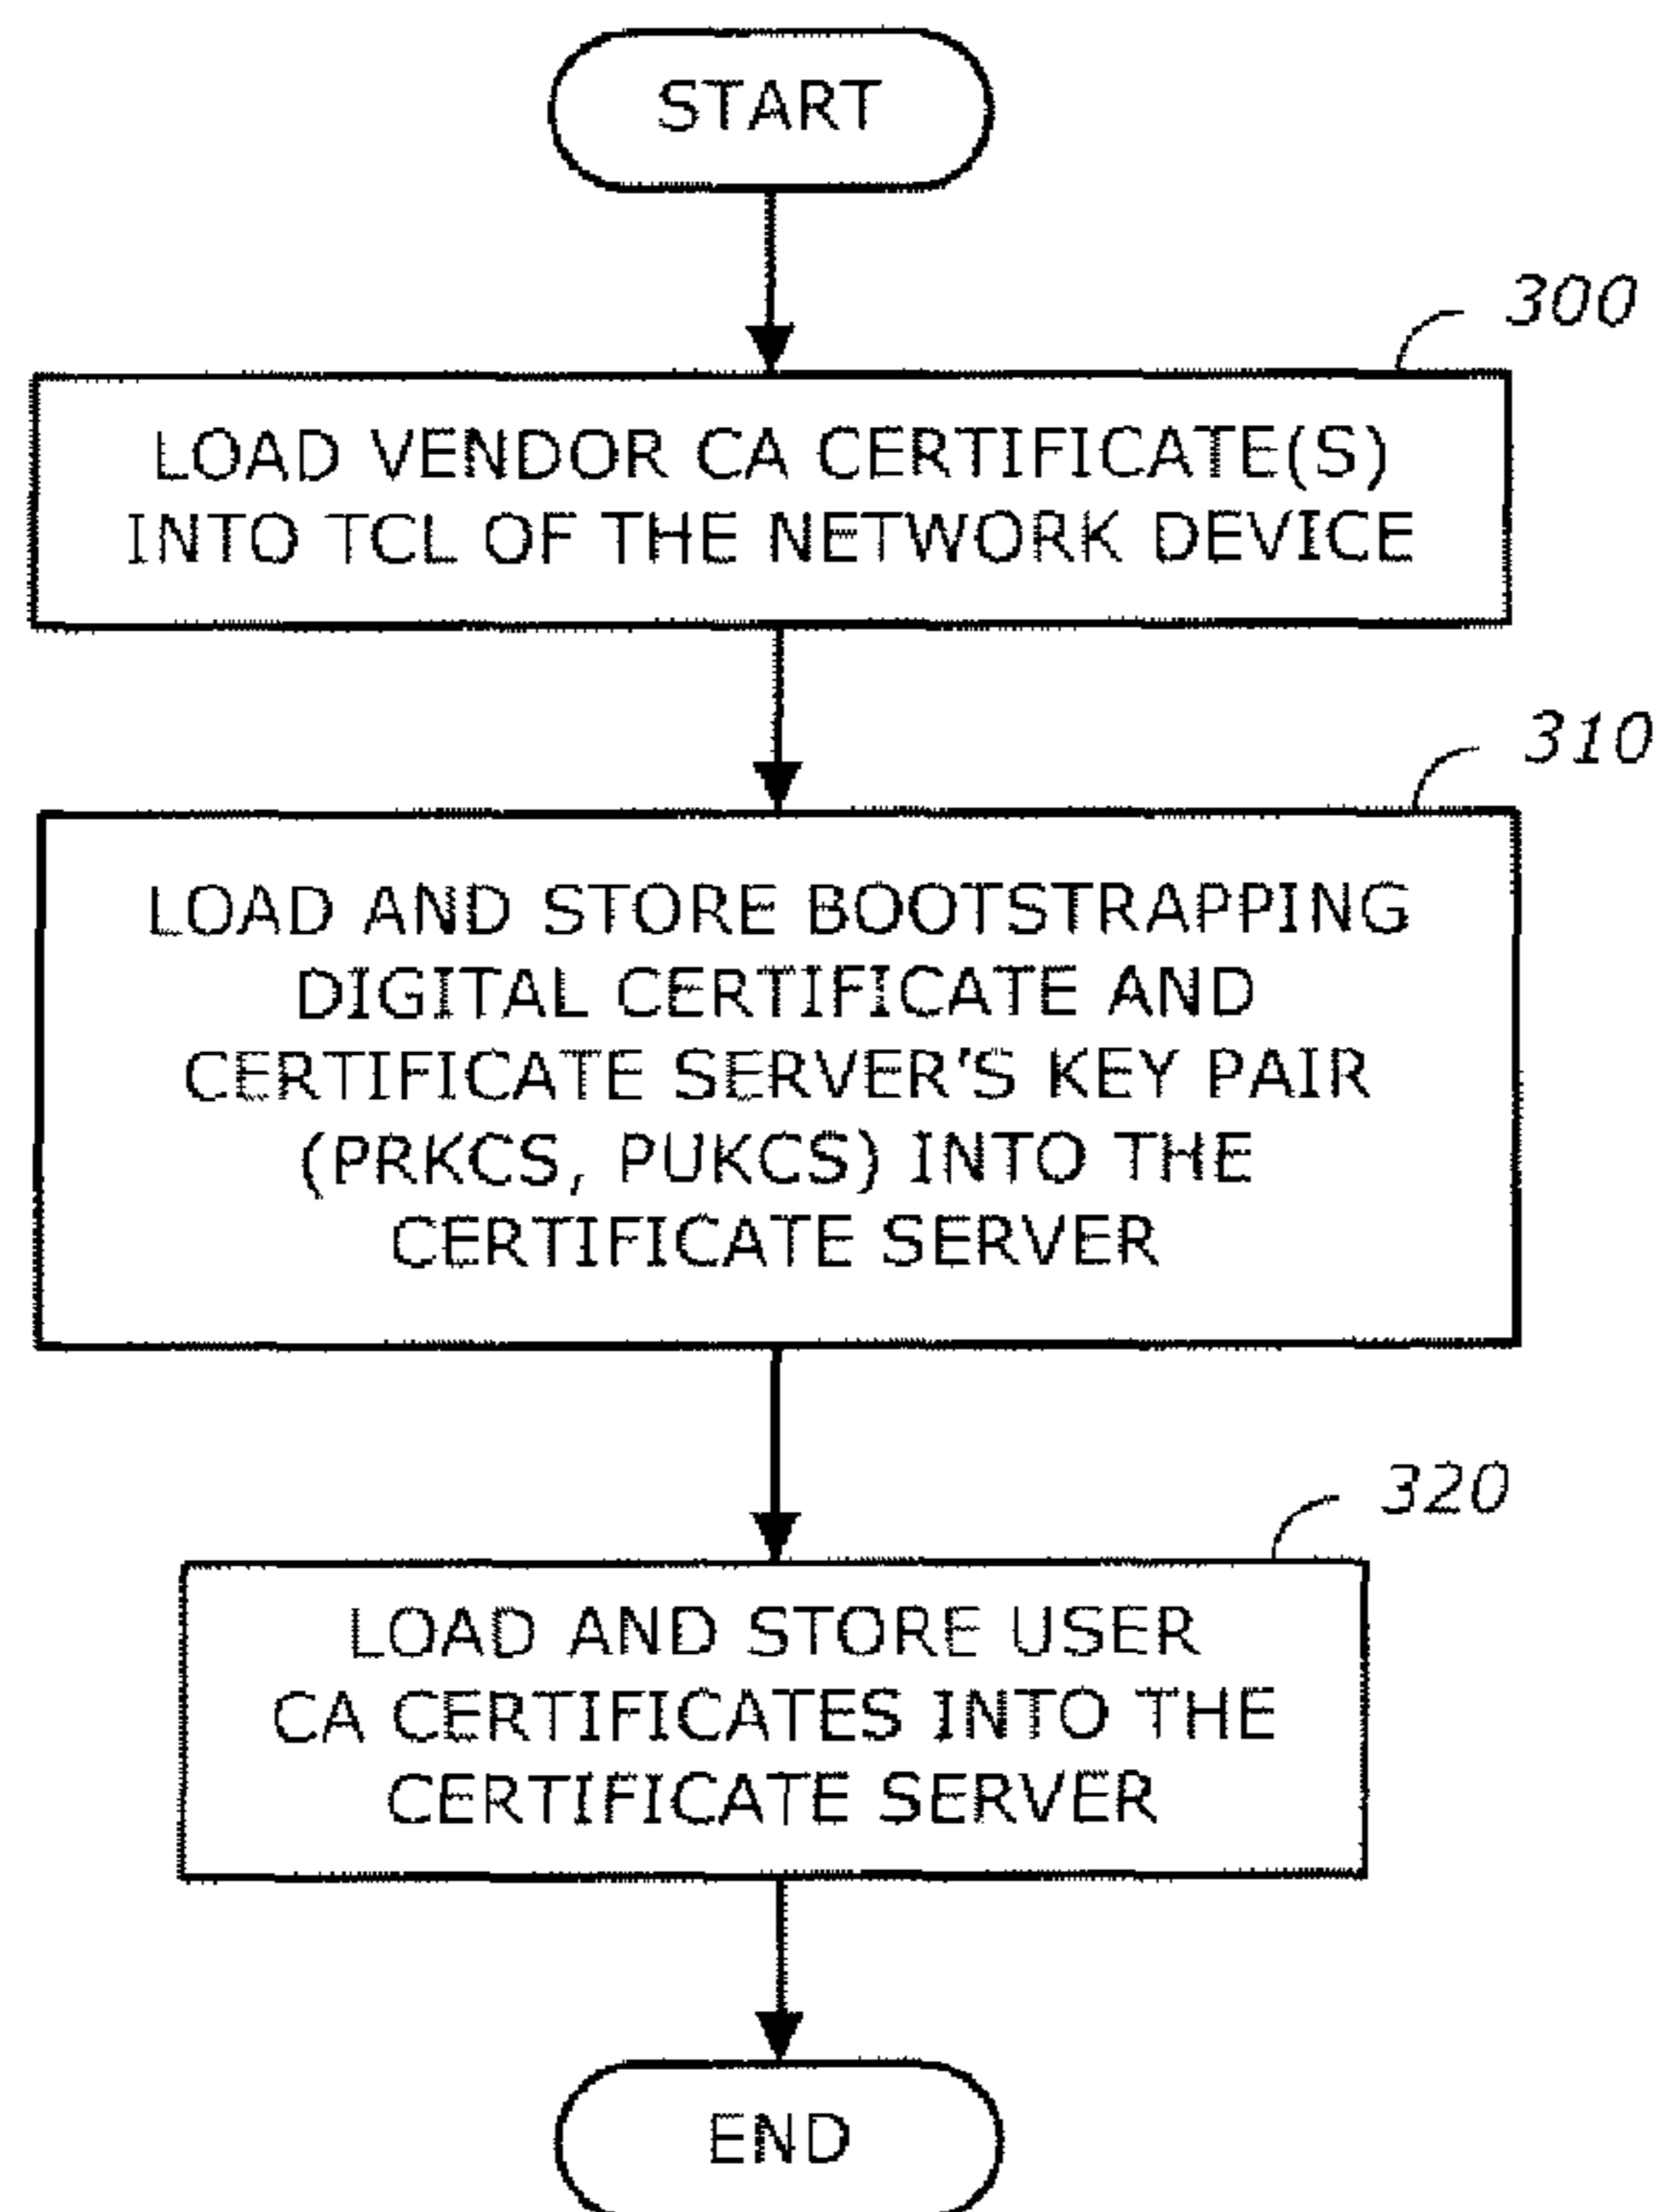 START
300
LOAD VENDOR CA CERTIFICATE(S)
INTO TCL OF THE NETWORK DEVICE
310
LOAD AND STORE BOOTSTRAPPING
DIGITAL CERTIFICATE AND
CERTIFICATE SERVER'S KEY PAIR
(PRKCS, PUKCS) INTO THE
CERTIFICATE SERVER
320
LOAD AND STORE USER
CA CERTIFICATES INTO THE
CERTIFICATE SERVER
END